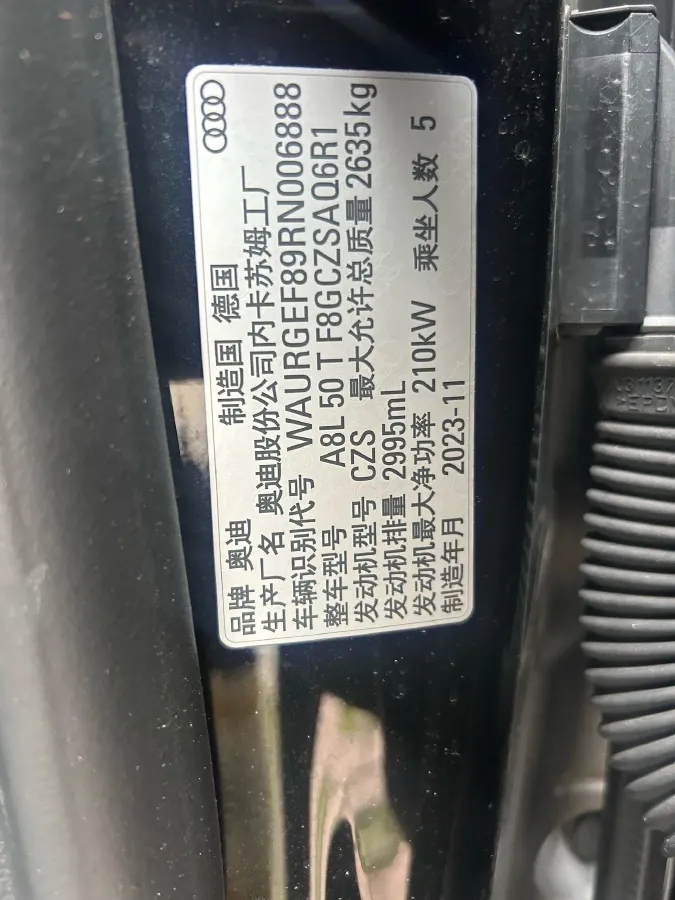 品牌 奥迪 制造国 德国
生产厂名 奥迪股份公司内卡苏姆工厂
车辆识别代号 WAURGEF89RN006888
整车型号 A8L 50 T F8GCZSAQ6R1
发动机型号 CZS 最大允许总质量 2635kg
发动机排量 2995mL
发动机最大净功率 210kW 乘坐人数 5
制造年月 2023-11